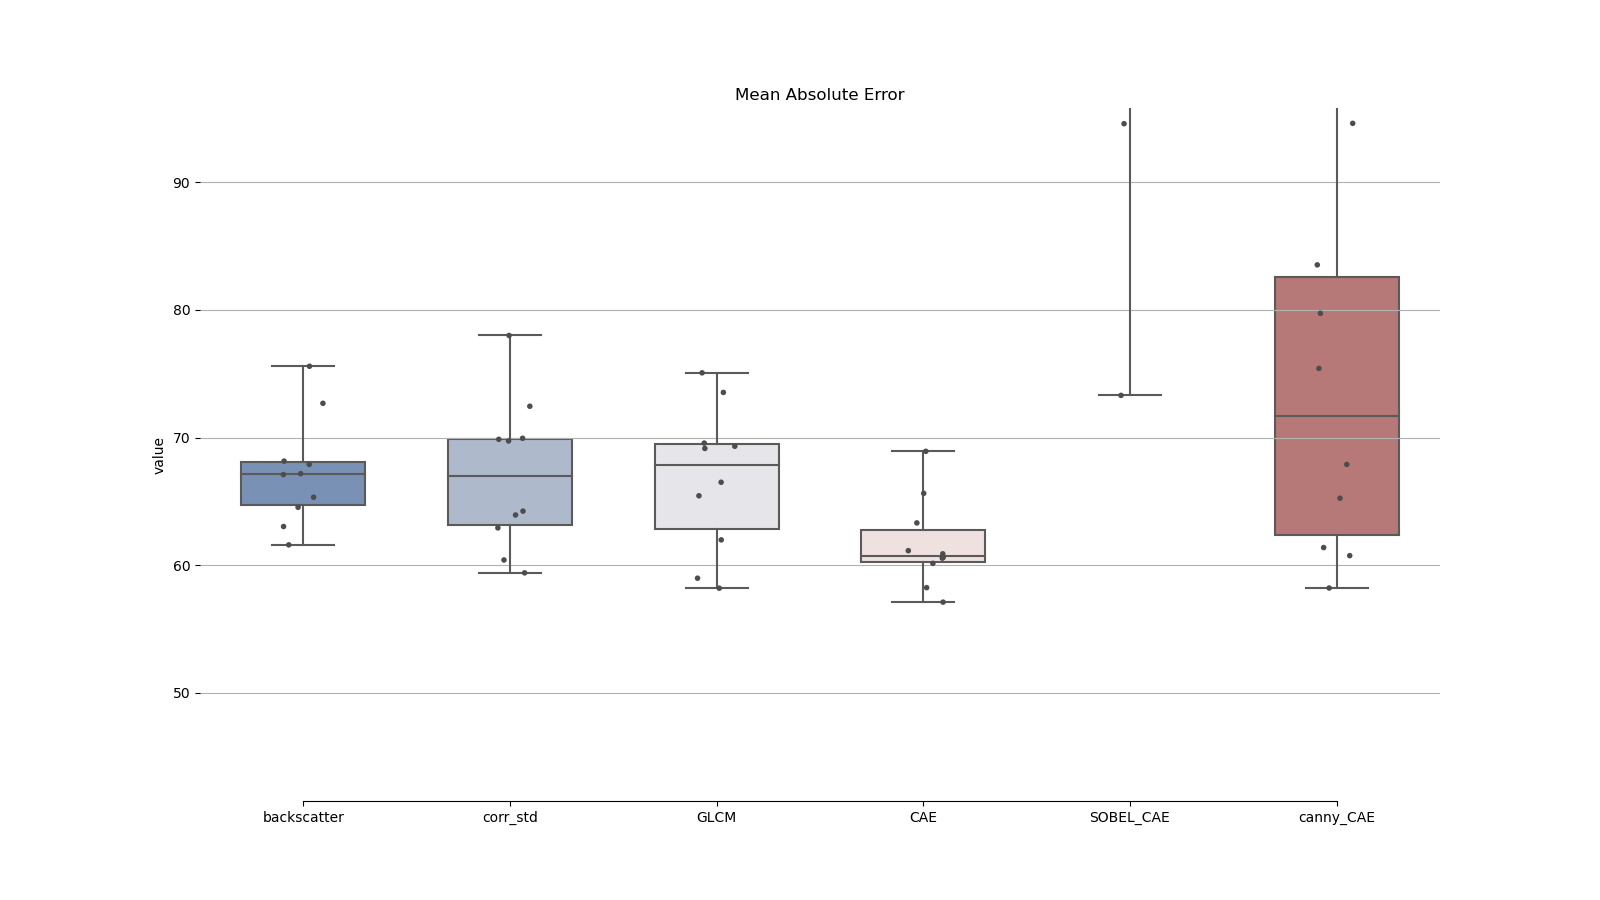 Mean Absolute Error
value
90
80
70
60
50
backscatter
corr_std
GLCM
CAE
SOBEL_CAE
canny_CAE